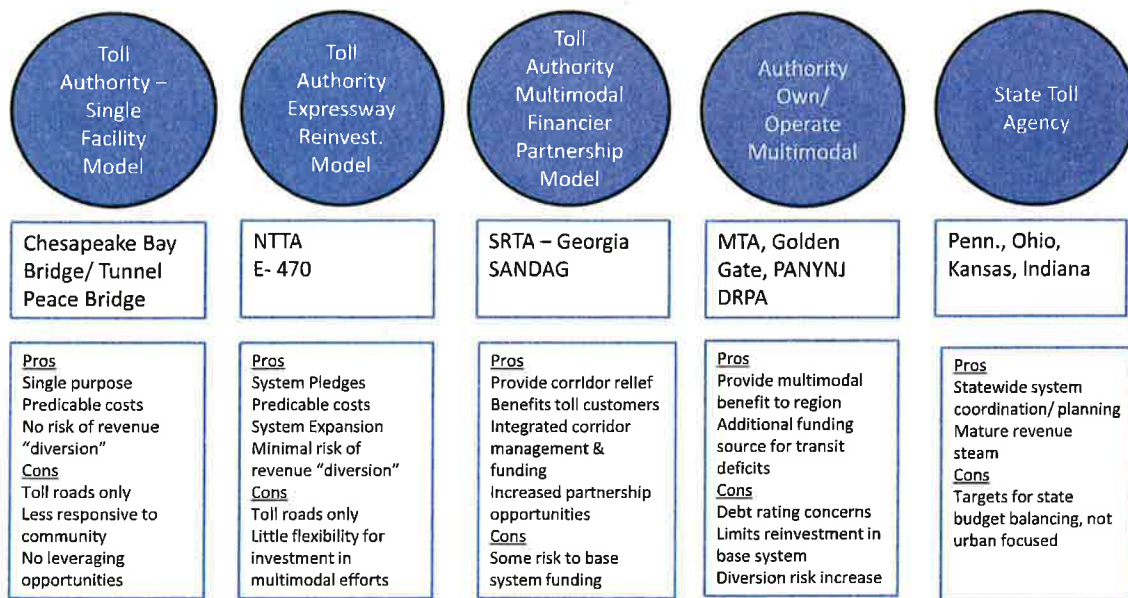 Toll
Authority –
Single
Facility
Model
Toll
Authority
Expressway
Reinvest.
Model
Toll
Authority
Multimodal
Financier
Partnership
Model
Authority
Own/
Operate
Multimodal
State Toll
Agency
Chesapeake Bay
Bridge/ Tunnel
Peace Bridge
NTTA
E- 470
SRTA – Georgia
SANDAG
MTA, Golden
Gate, PANYNJ
DRPA
Penn., Ohio,
Kansas, Indiana
Pros
Single purpose
Predicable costs
No risk of revenue
“diversion”
Cons
Toll roads only
Less responsive to
community
No leveraging
opportunities
Pros
System Pledges
Predicable costs
System Expansion
Minimal risk of
revenue “diversion”
Cons
Toll roads only
Little flexibility for
investment in
multimodal efforts
Pros
Provide corridor relief
Benefits toll customers
Integrated corridor
management &
funding
Increased partnership
opportunities
Cons
Some risk to base
system funding
Pros
Provide multimodal
benefit to region
Additional funding
source for transit
deficits
Cons
Debt rating concerns
Limits reinvestment in
base system
Diversion risk increase
Pros
Statewide system
coordination/ planning
Mature revenue
steam
Cons
Targets for state
budget balancing, not
urban focused